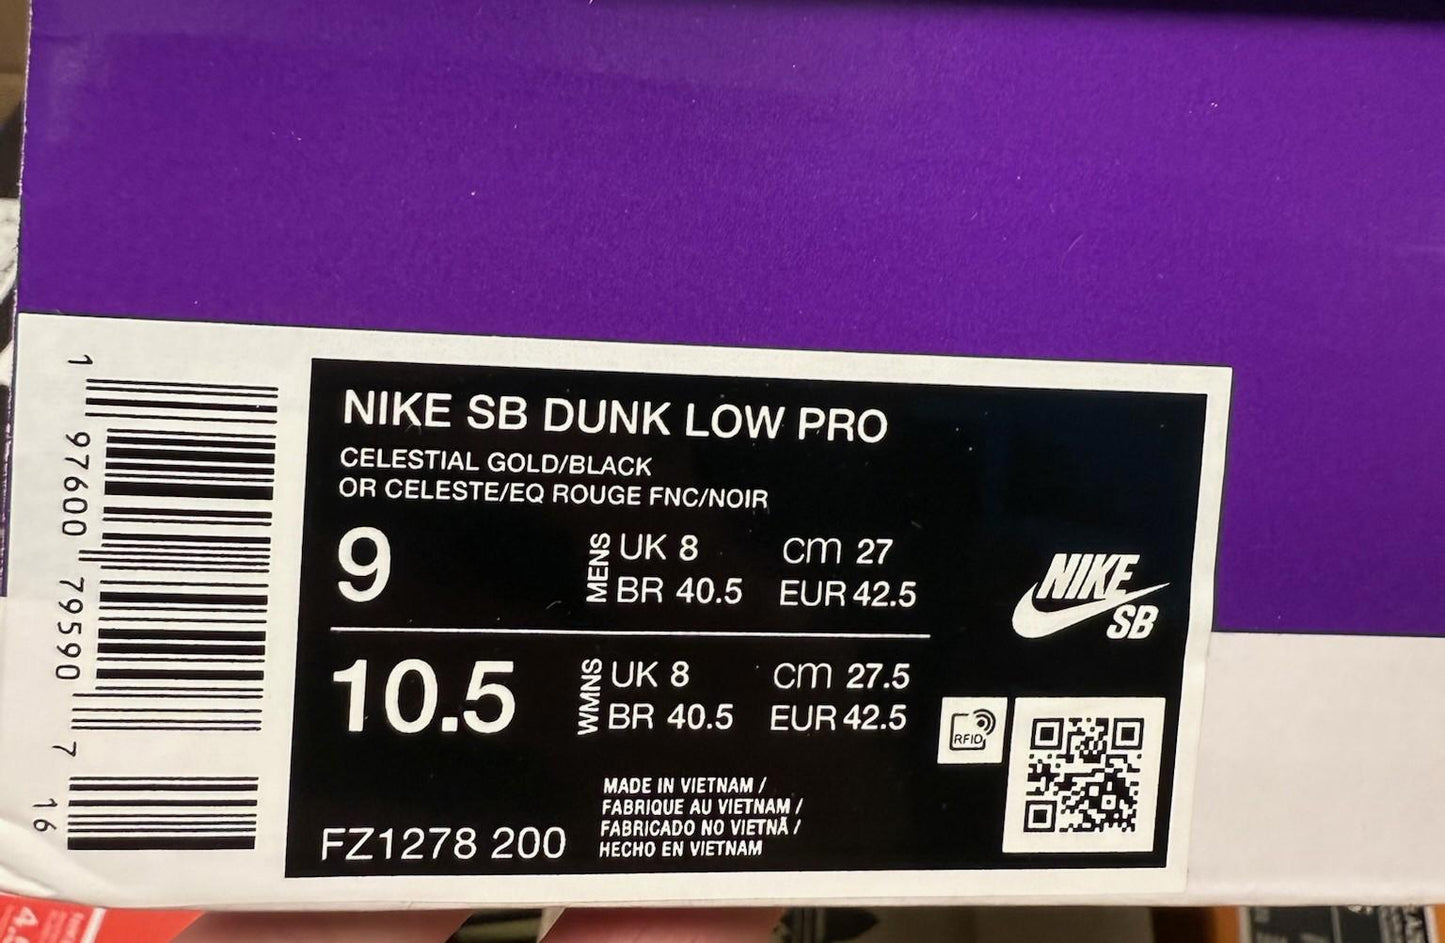 NIKE SB DUNK LOW PRO
CELESTIAL GOLD/BLACK
OR CELESTE/EQ ROUGE FNC/NOIR
9
MENS
UK 8 cm 27
BR 40.5 EUR 42.5
10.5
WMNS
UK 8 cm 27.5
BR 40.5 EUR 42.5
NIKE
SB
RFID
MADE IN VIETNAM /
FABRIQUE AU VIETNAM /
FABRICADO NO VIETNÃ /
HECHO EN VIETNAM
FZ1278 200
1 97600 79590 7
16